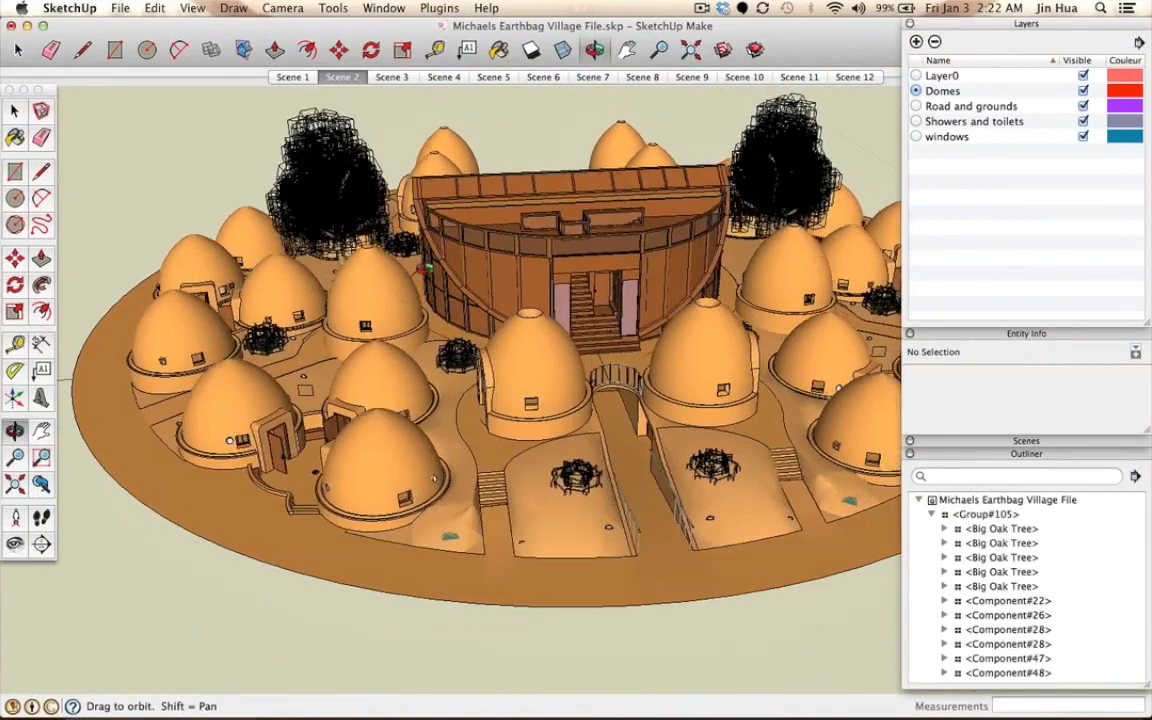 SketchUp File Edit View Draw Camera Tools Window Plugins Help 99% Fri Jan 3 2:22 AM Jin Hua
Michaels Earthbag Village File.skp - SketchUp Make
Scene 1 Scene 2 Scene 3 Scene 4 Scene 5 Scene 6 Scene 7 Scene 8 Scene 9 Scene 10 Scene 11 Scene 12
Layers
Name Visible Couleur
Layer0
Domes
Road and grounds
Showers and toilets
windows
Entity Info
No Selection
Scenes
Outliner
Michaels Earthbag Village File
<Group#105>
<Big Oak Tree>
<Big Oak Tree>
<Big Oak Tree>
<Big Oak Tree>
<Big Oak Tree>
<Component#22>
<Component#26>
<Component#28>
<Component#28>
<Component#47>
<Component#48>
Drag to orbit. Shift = Pan
Measurements